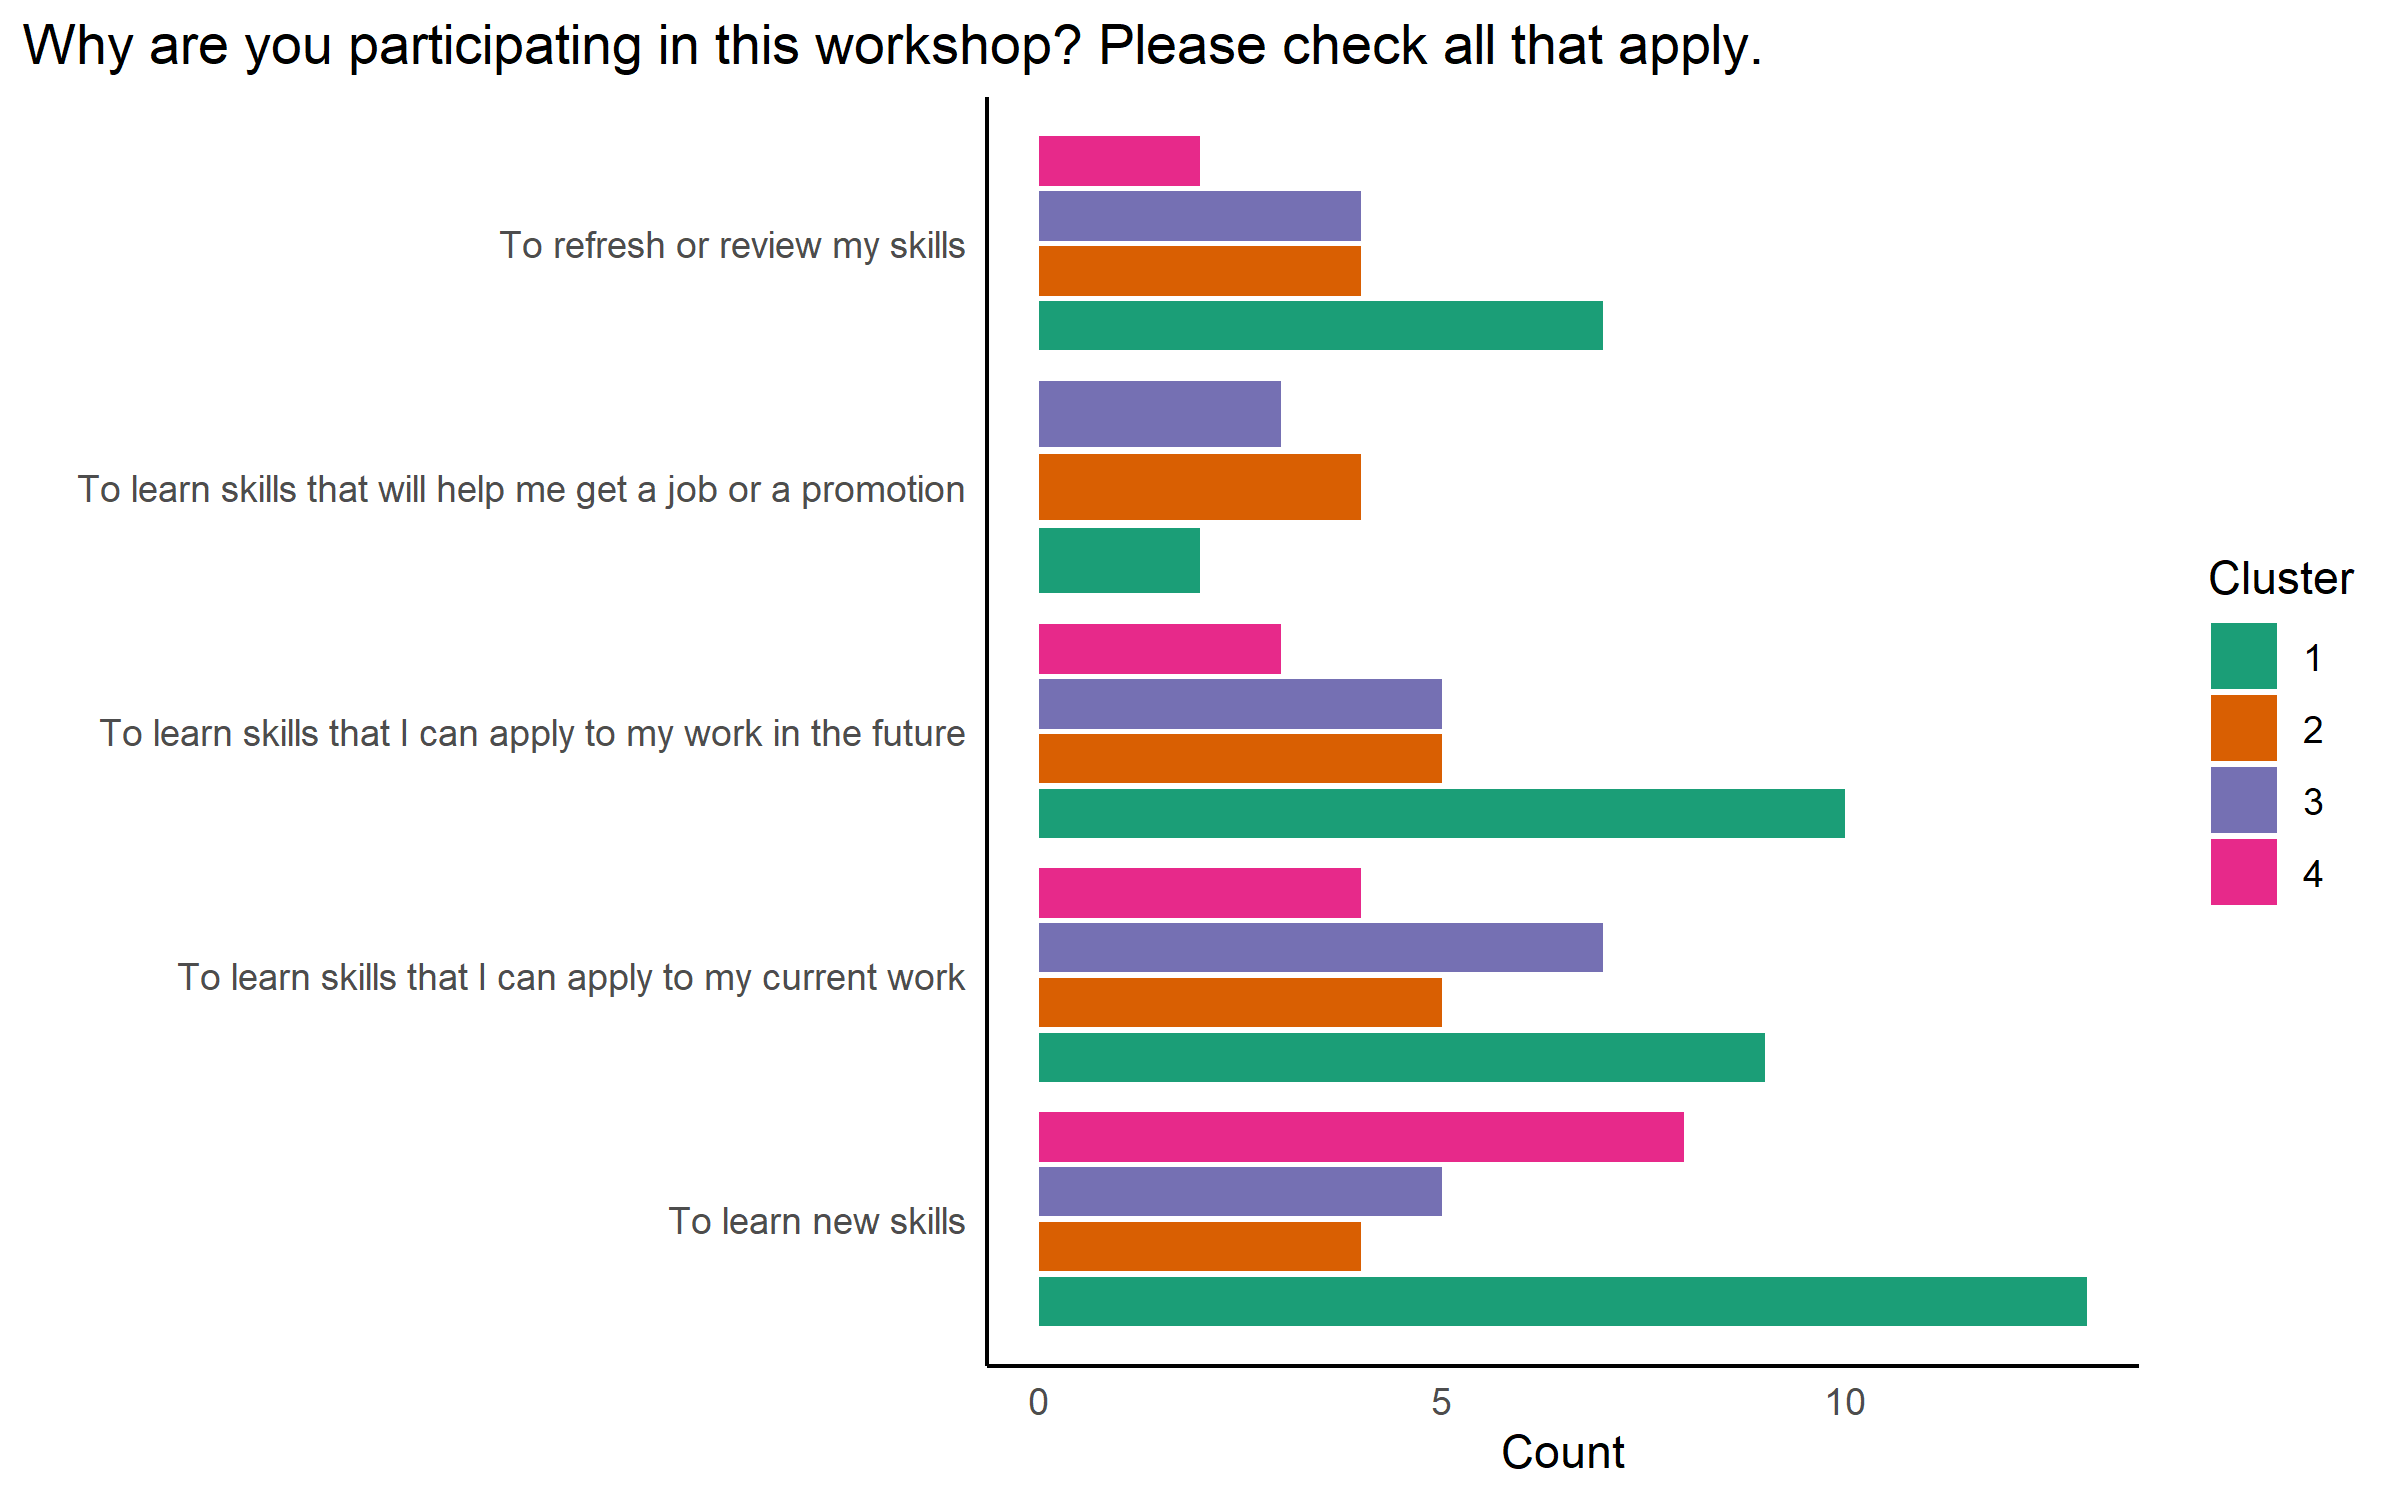 Why are you participating in this workshop? Please check all that apply.
To refresh or review my skills
To learn skills that will help me get a job or a promotion
To learn skills that I can apply to my work in the future
To learn skills that I can apply to my current work
To learn new skills
0 5 10
Count
Cluster
1
2
3
4